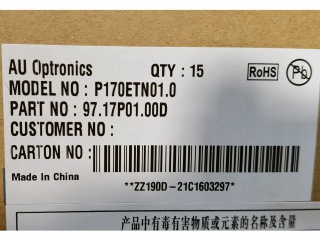 AU Optronics QTY : 15 RoHS Pb
MODEL NO : P170ETN01.0
PART NO : 97.17P01.00D
CUSTOMER NO :
CARTON NO :
Made In China
**ZZ190D-21C1603297*
产品中有毒有害物质或元素的名称及含量